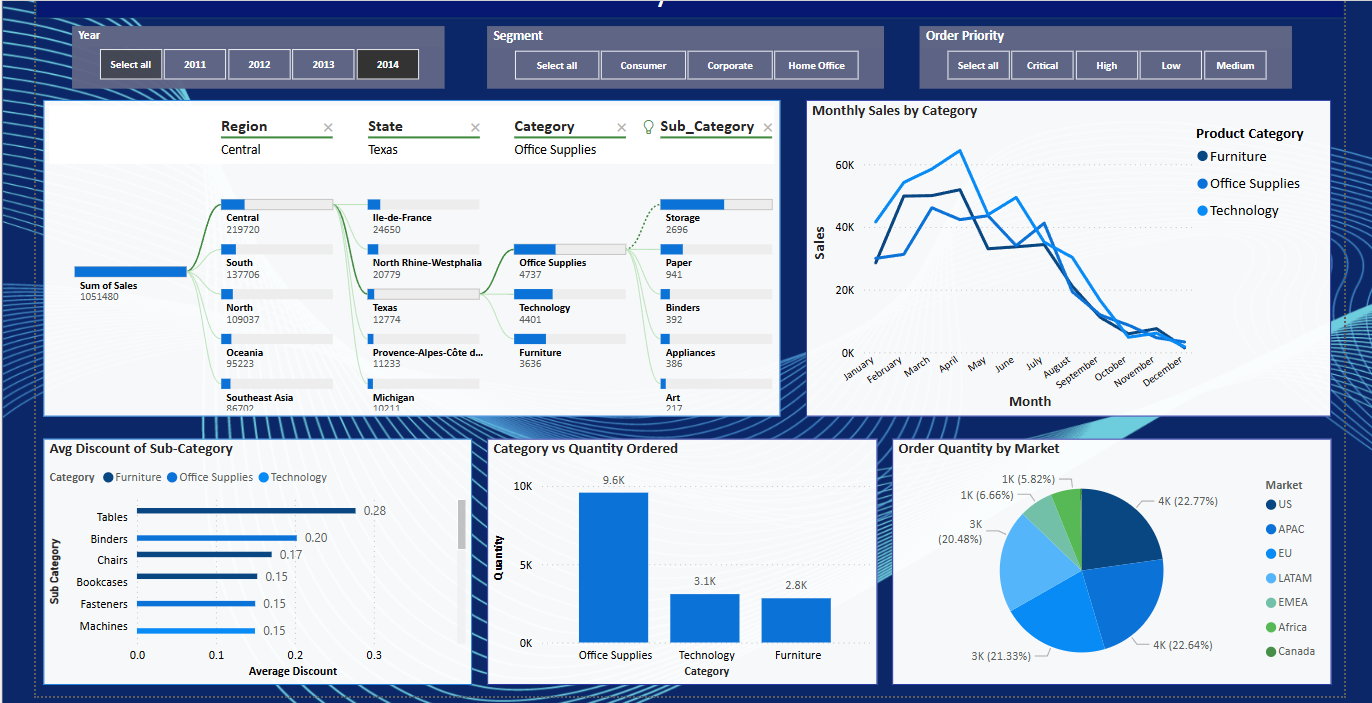 Year
Select all 2011 2012 2013 2014
Segment
Select all Consumer Corporate Home Office
Order Priority
Select all Critical High Low Medium
Region State Category Sub_Category
Central Texas Office Supplies
Sum of Sales
1051480
Central
219720
South
137706
North
109037
Oceania
95223
Southeast Asia
86702
Ile-de-France
24650
North Rhine-Westphalia
20779
Texas
12774
Provence-Alpes-Côte d...
11233
Michigan
10211
Office Supplies
4737
Technology
4401
Furniture
3636
Storage
2696
Paper
941
Binders
392
Appliances
386
Art
217
Monthly Sales by Category
Product Category
Furniture
Office Supplies
Technology
Sales
60K
40K
20K
0K
January February March April May June July August September October November December
Month
Avg Discount of Sub-Category
Category Furniture Office Supplies Technology
Sub Category
Tables 0.28
Binders 0.20
Chairs 0.17
Bookcases 0.15
Fasteners 0.15
Machines 0.15
0.0 0.1 0.2 0.3
Average Discount
Category vs Quantity Ordered
Quantity
10K
5K
0K
9.6K
3.1K
2.8K
Office Supplies Technology Furniture
Category
Order Quantity by Market
1K (5.82%)
1K (6.66%)
3K
(20.48%)
3K (21.33%)
4K (22.77%)
4K (22.64%)
Market
US
APAC
EU
LATAM
EMEA
Africa
Canada